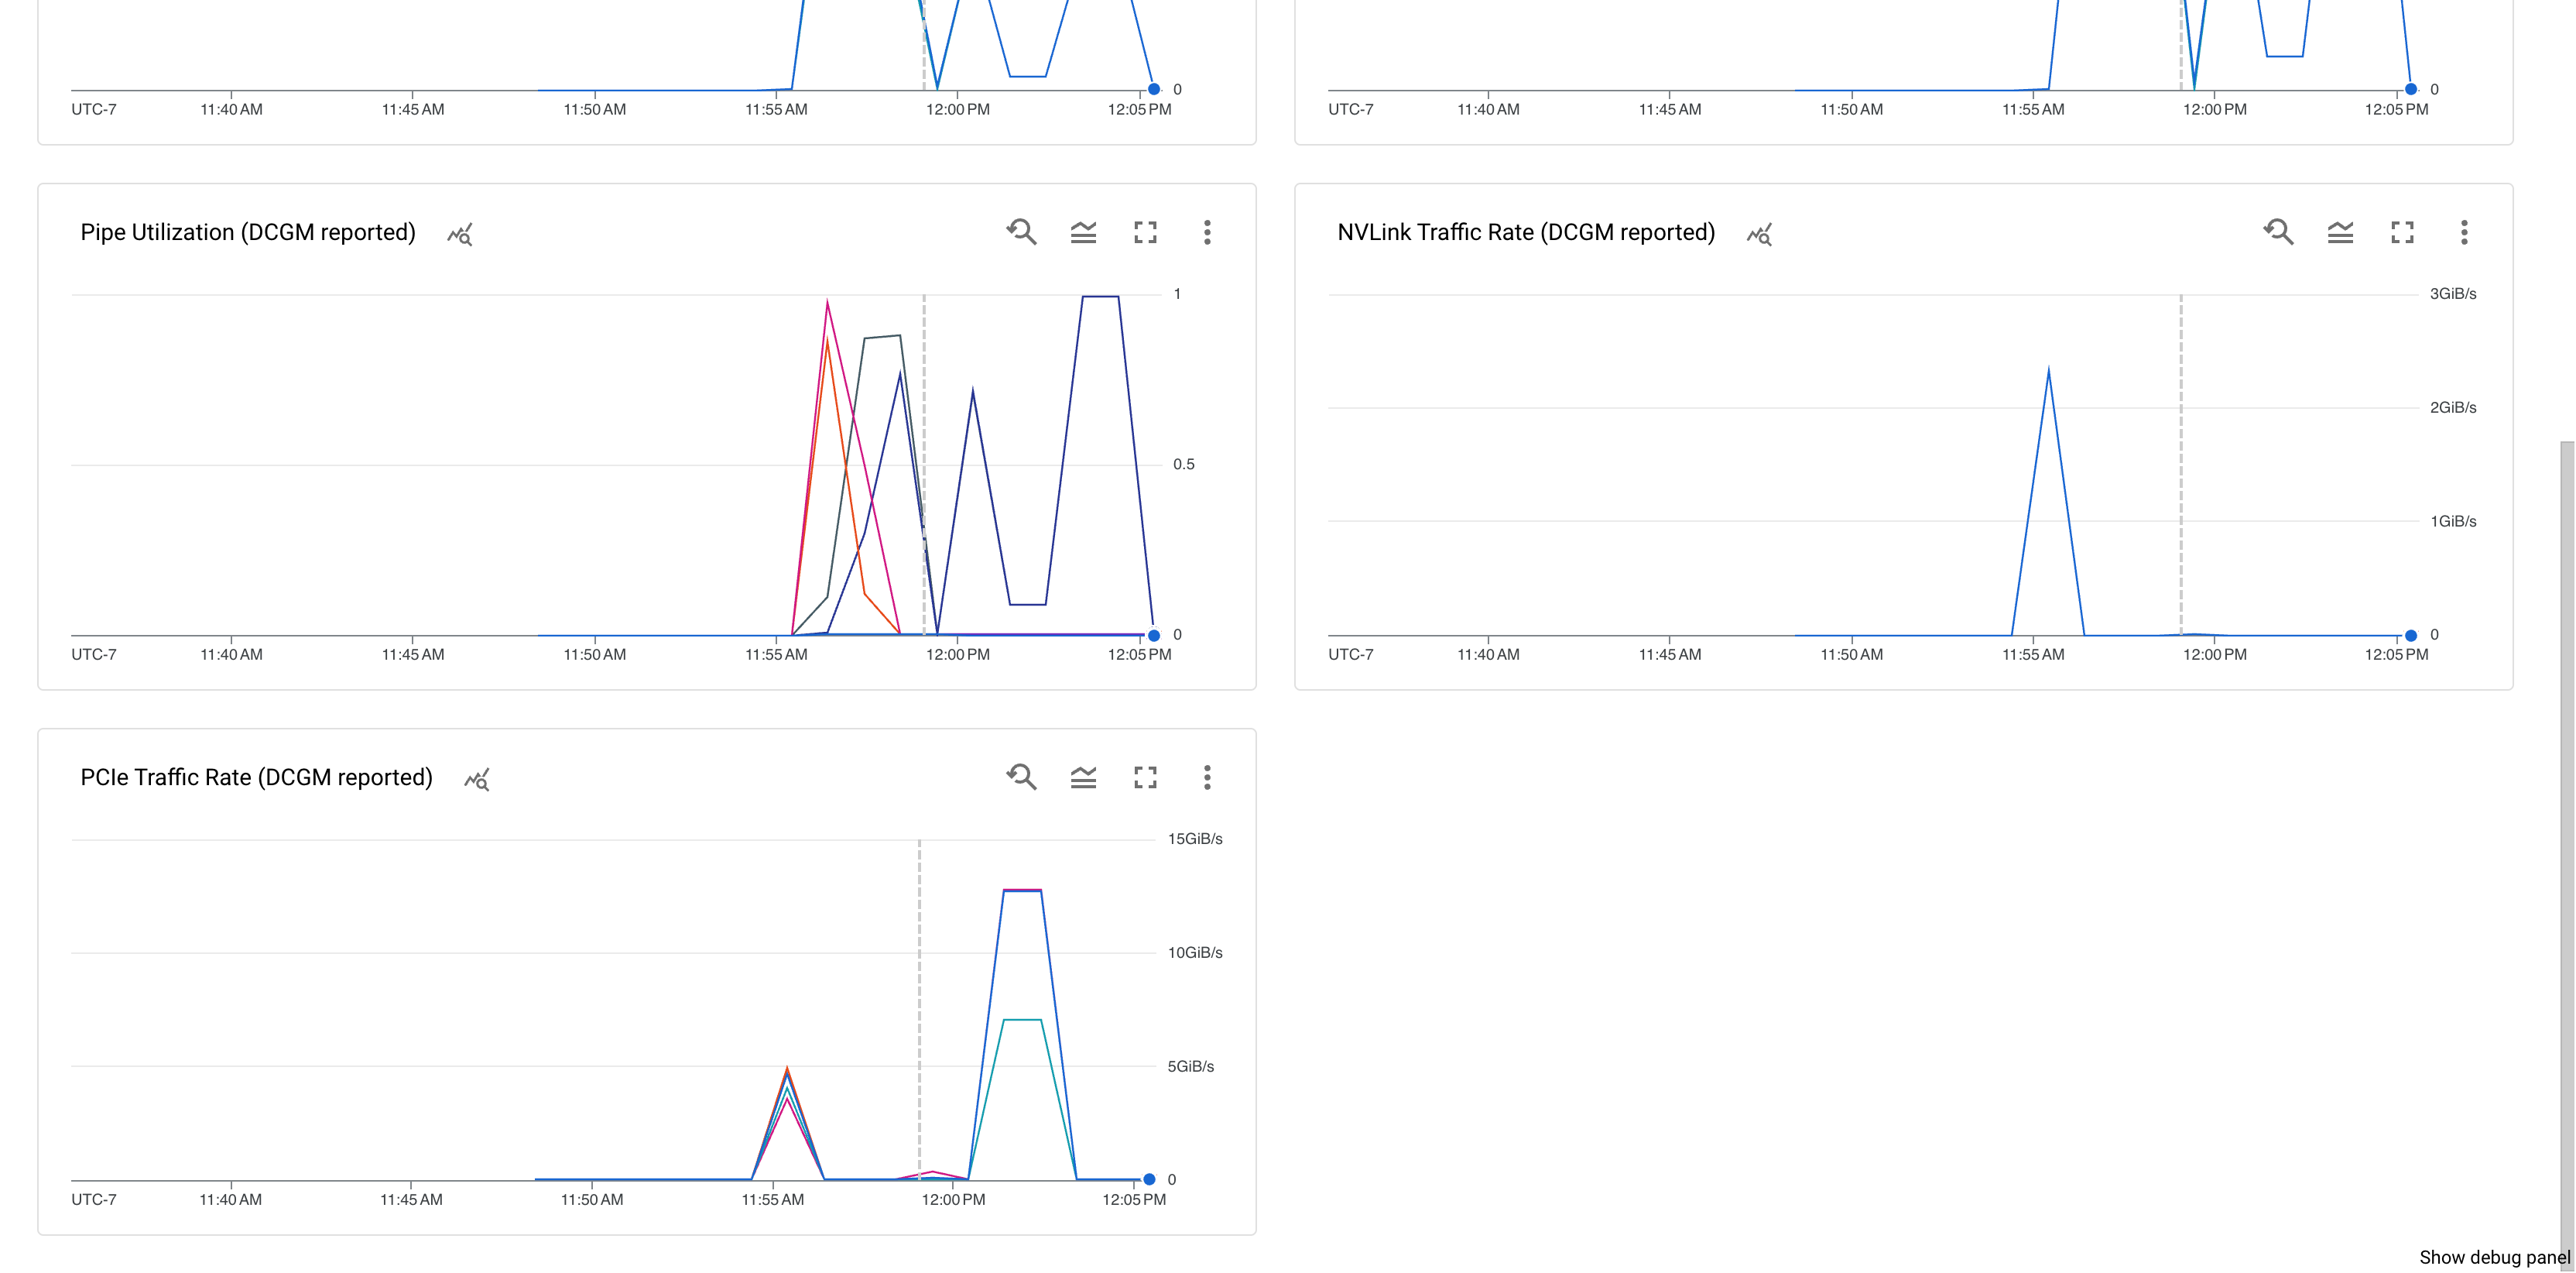 0
0
UTC-7 11:40 AM 11:45 AM 11:50 AM 11:55 AM 12:00 PM 12:05 PM
UTC-7 11:40 AM 11:45 AM 11:50 AM 11:55 AM 12:00 PM 12:05 PM
Pipe Utilization (DCGM reported)
1
0.5
0
UTC-7 11:40 AM 11:45 AM 11:50 AM 11:55 AM 12:00 PM 12:05 PM
NVLink Traffic Rate (DCGM reported)
3GiB/s
2GiB/s
1GiB/s
0
UTC-7 11:40 AM 11:45 AM 11:50 AM 11:55 AM 12:00 PM 12:05 PM
PCIe Traffic Rate (DCGM reported)
15GiB/s
10GiB/s
5GiB/s
0
UTC-7 11:40 AM 11:45 AM 11:50 AM 11:55 AM 12:00 PM 12:05 PM
Show debug panel